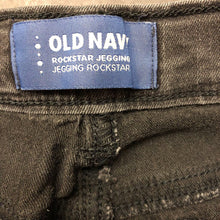 OLD NAVY
ROCKSTAR JEGGING
JEGGING ROCKSTAR